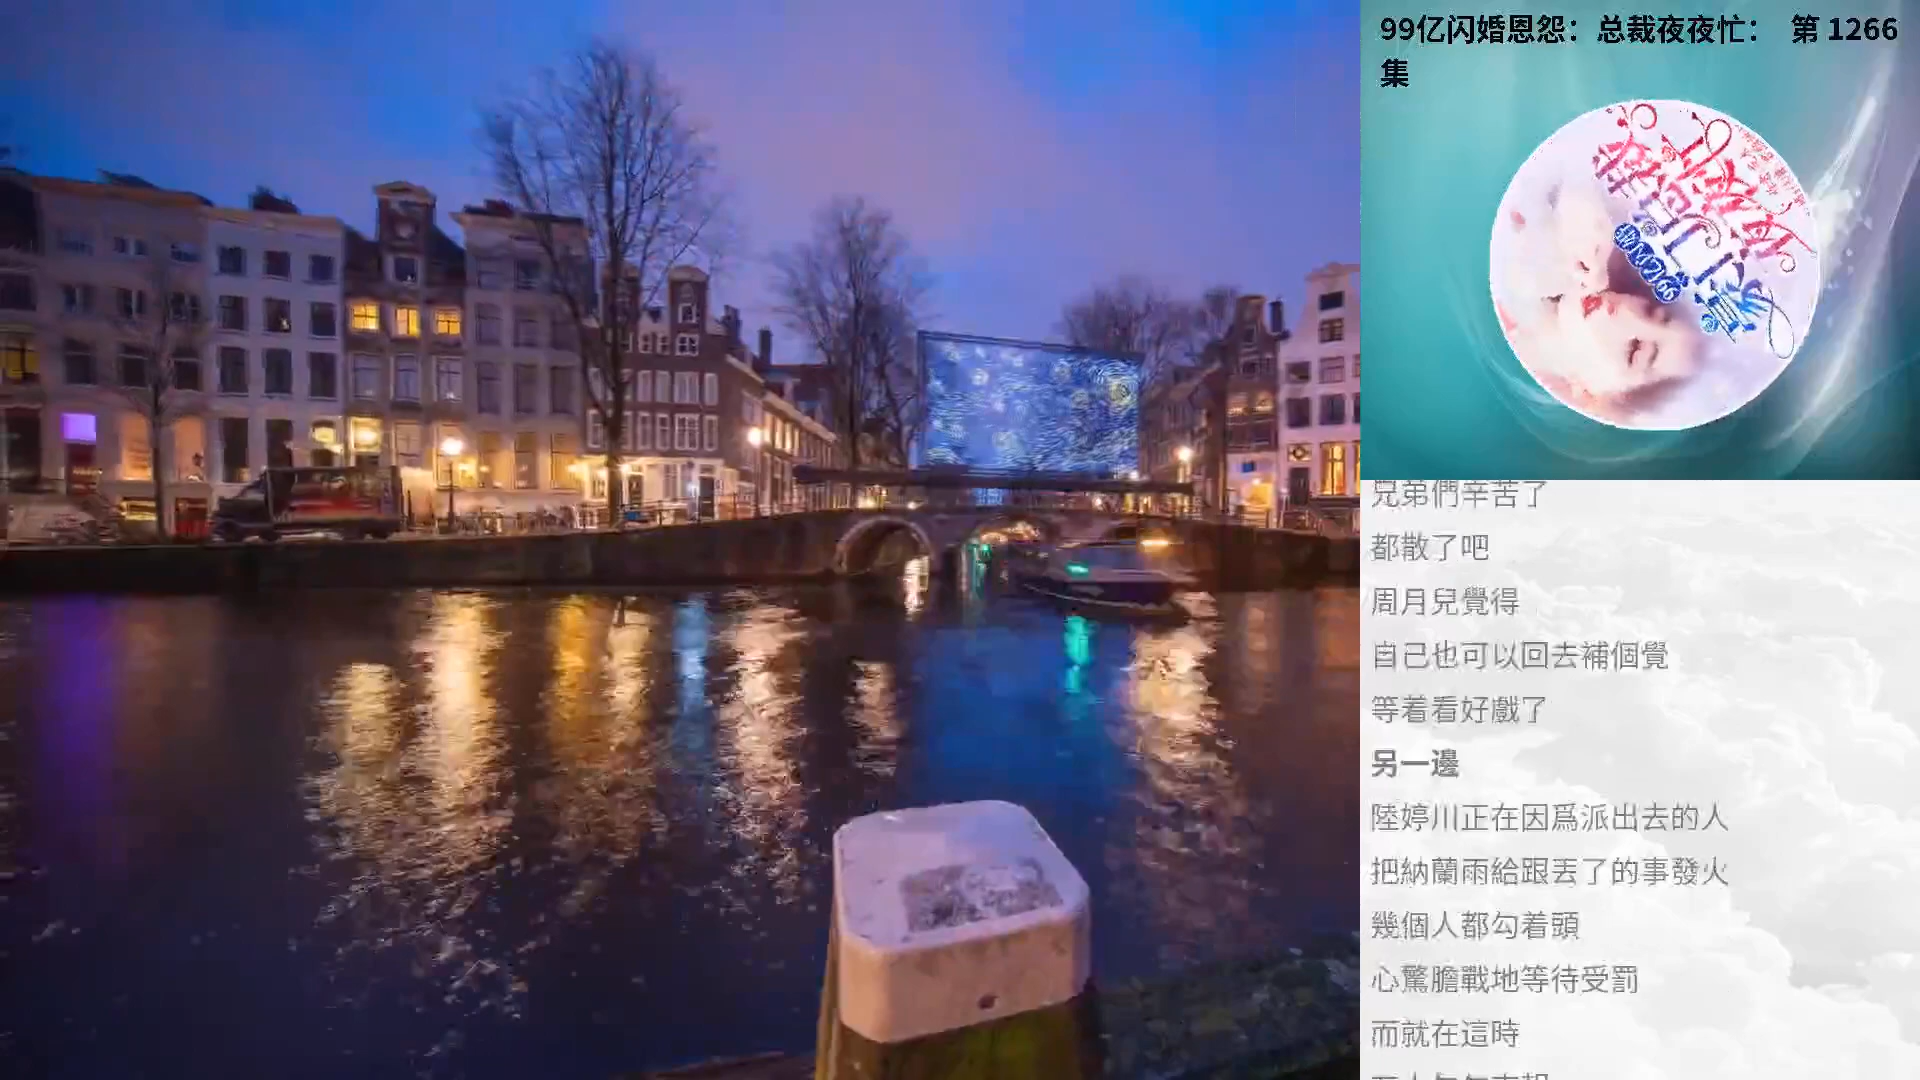 99亿闪婚恩怨：总裁夜夜忙： 第 1266
集
兄弟們辛苦了
都散了吧
周月兒覺得
自己也可以回去補個覺
等着看好戲了
另一邊
陸婷川正在因爲派出去的人
把納蘭雨給跟丟了的事發火
幾個人都勾着頭
心驚膽戰地等待受罰
而就在這時